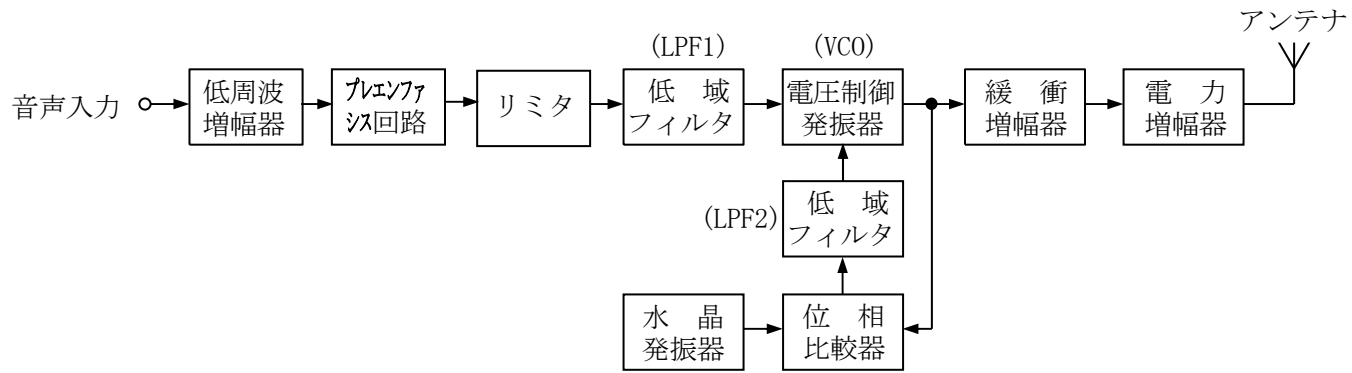 アンテナ
(LPF1)
(VCO)
音声入力
低周波
増幅器
プレエンファ
シス回路
リミタ
低 域
フィルタ
電圧制御
発振器
緩 衝
増幅器
電 力
増幅器
(LPF2)
低 域
フィルタ
水 晶
発振器
位 相
比較器